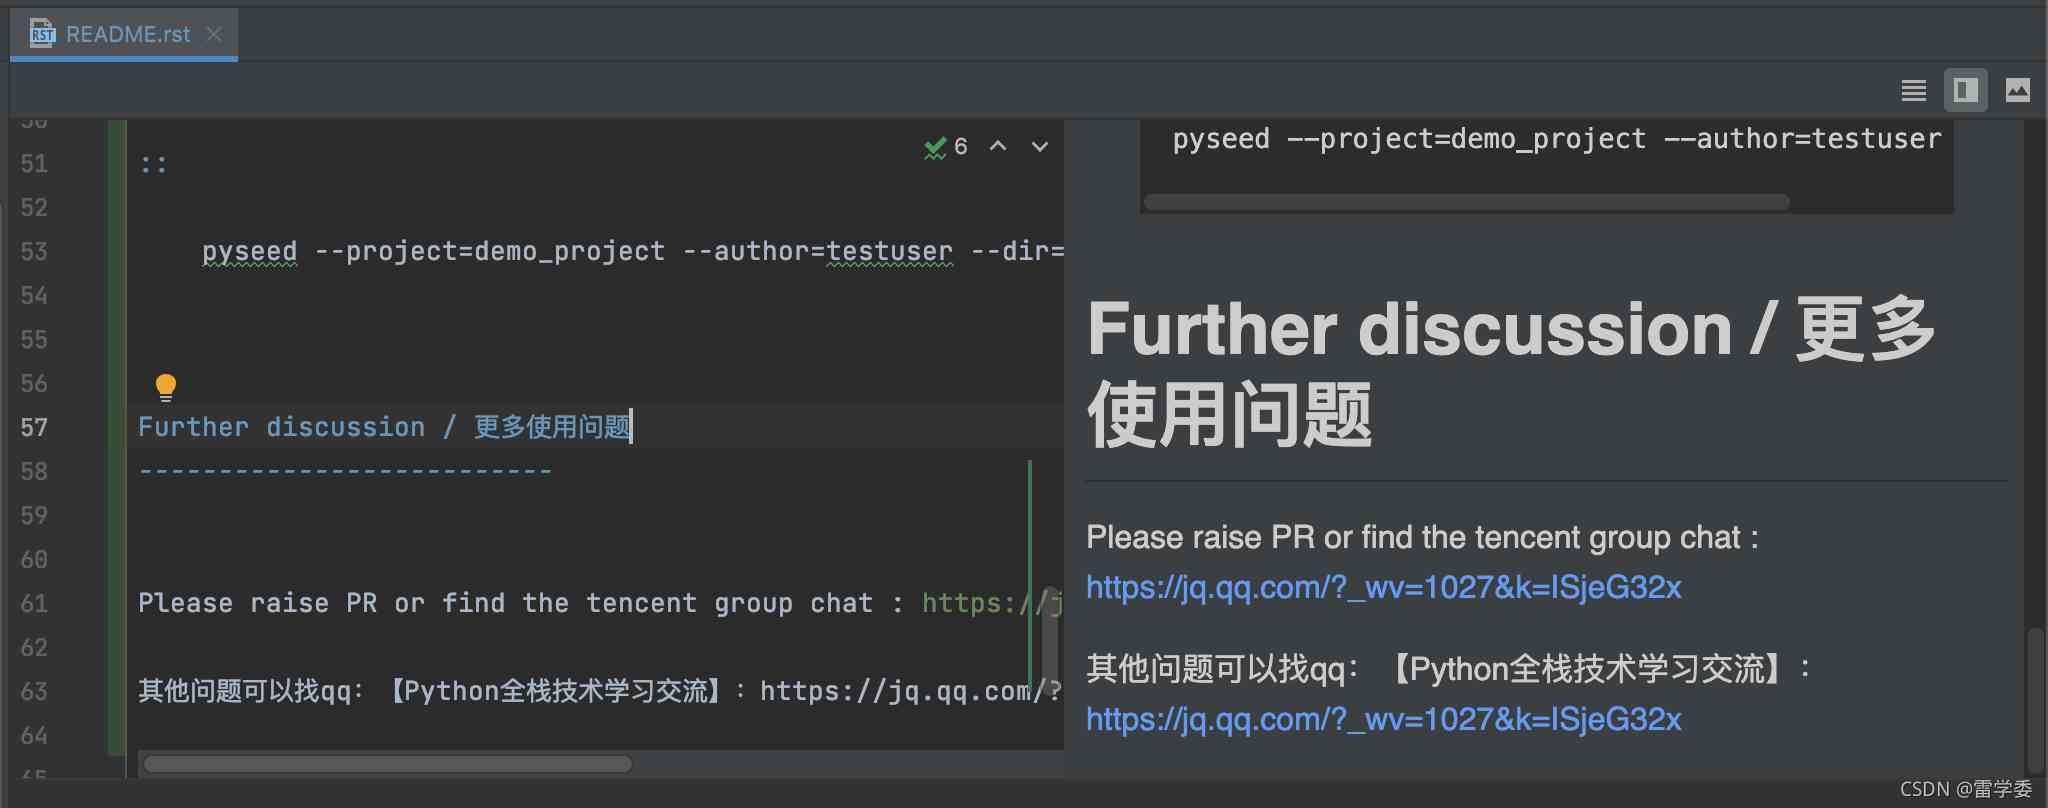 README.rst
6
50
51 ::
52
53 pyseed --project=demo_project --author=testuser --dir=
54
55
56
57 Further discussion / 更多使用问题
58 --------------------------
59
60
61 Please raise PR or find the tencent group chat : https://j
62
63 其他问题可以找qq：【Python全栈技术学习交流】：https://jq.qq.com/?
64
65
pyseed --project=demo_project --author=testuser
Further discussion / 更多
使用问题
Please raise PR or find the tencent group chat :
https://jq.qq.com/?_wv=1027&k=ISjeG32x
其他问题可以找qq：【Python全栈技术学习交流】：
https://jq.qq.com/?_wv=1027&k=ISjeG32x
CSDN @雷学委